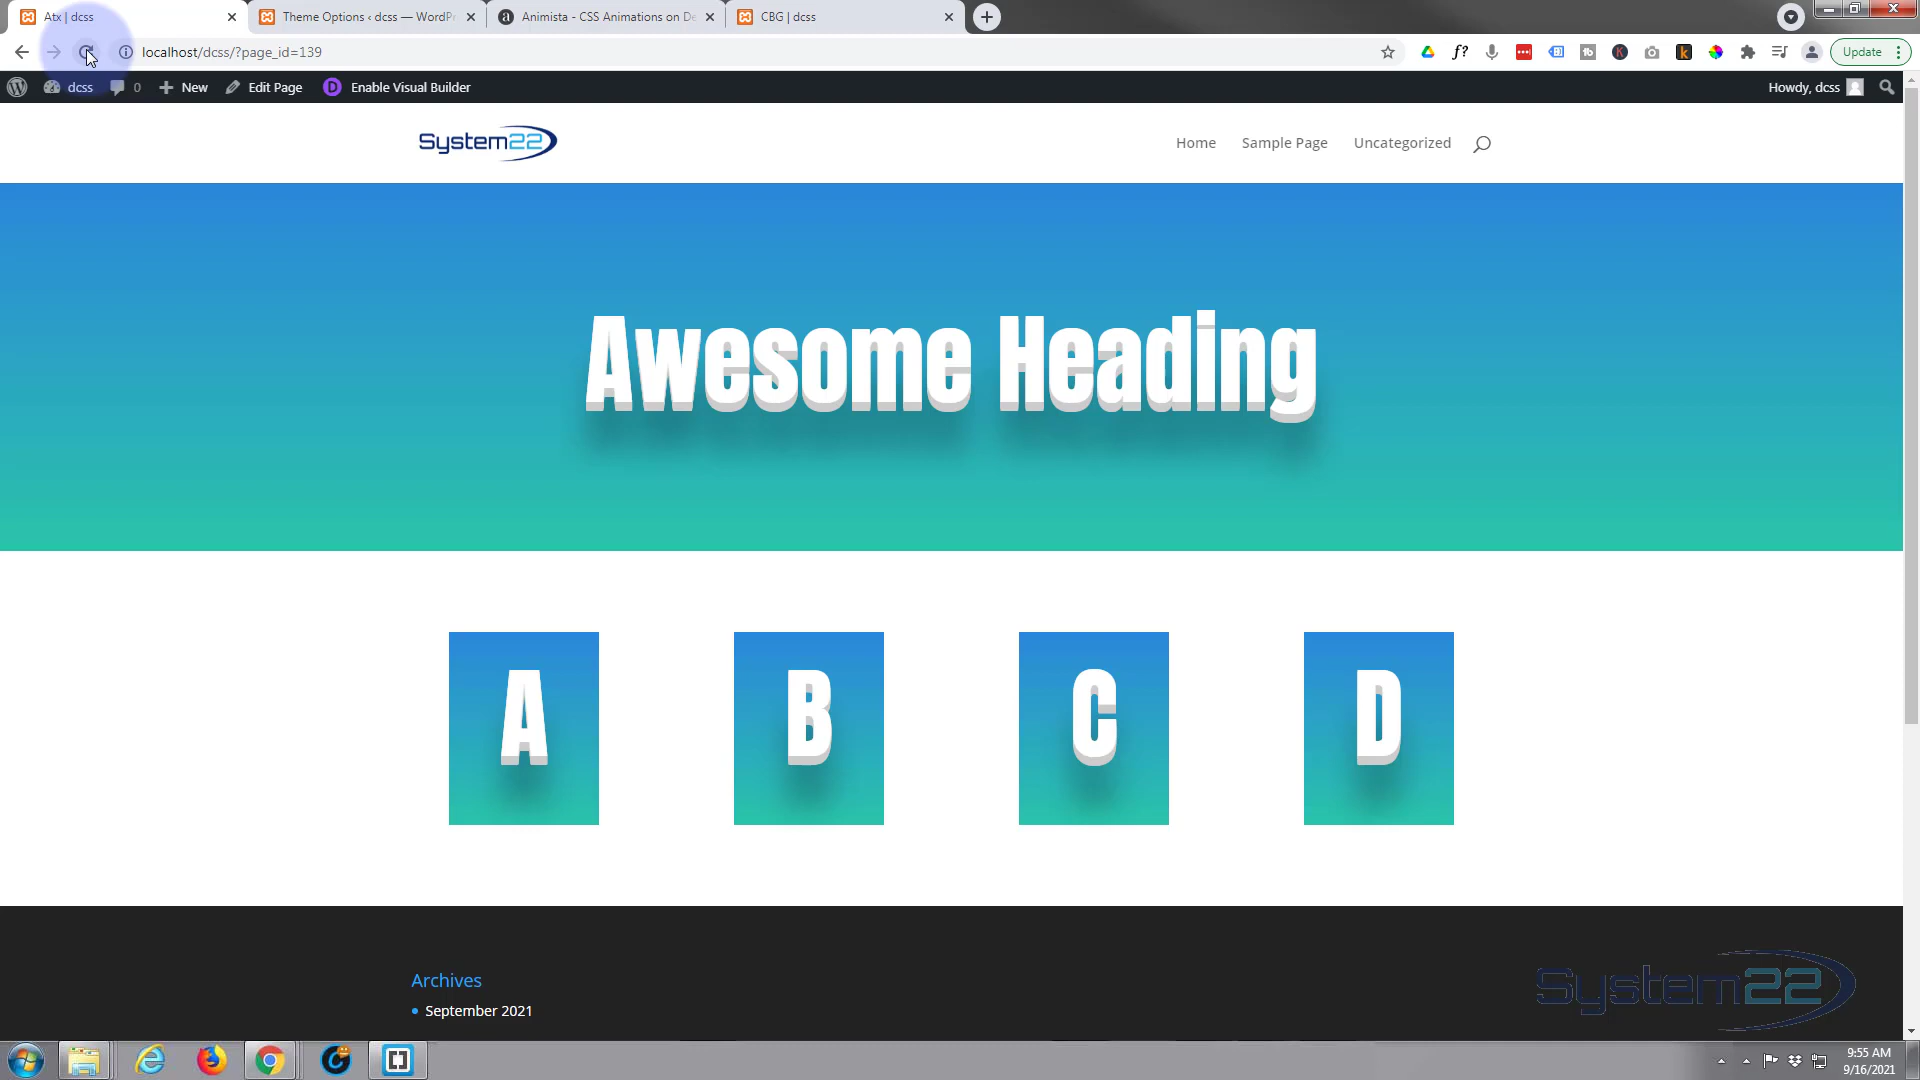 Atx | dcss
Theme Options ‹ dcss — WordPr
Animista - CSS Animations on De
CBG | dcss
localhost/dcss/?page_id=139
f?
Update
dcss
0
New
Edit Page
Enable Visual Builder
Howdy, dcss
System22
Home
Sample Page
Uncategorized
Awesome Heading
A
B
C
D
Archives
September 2021
System22
9:55 AM
9/16/2021